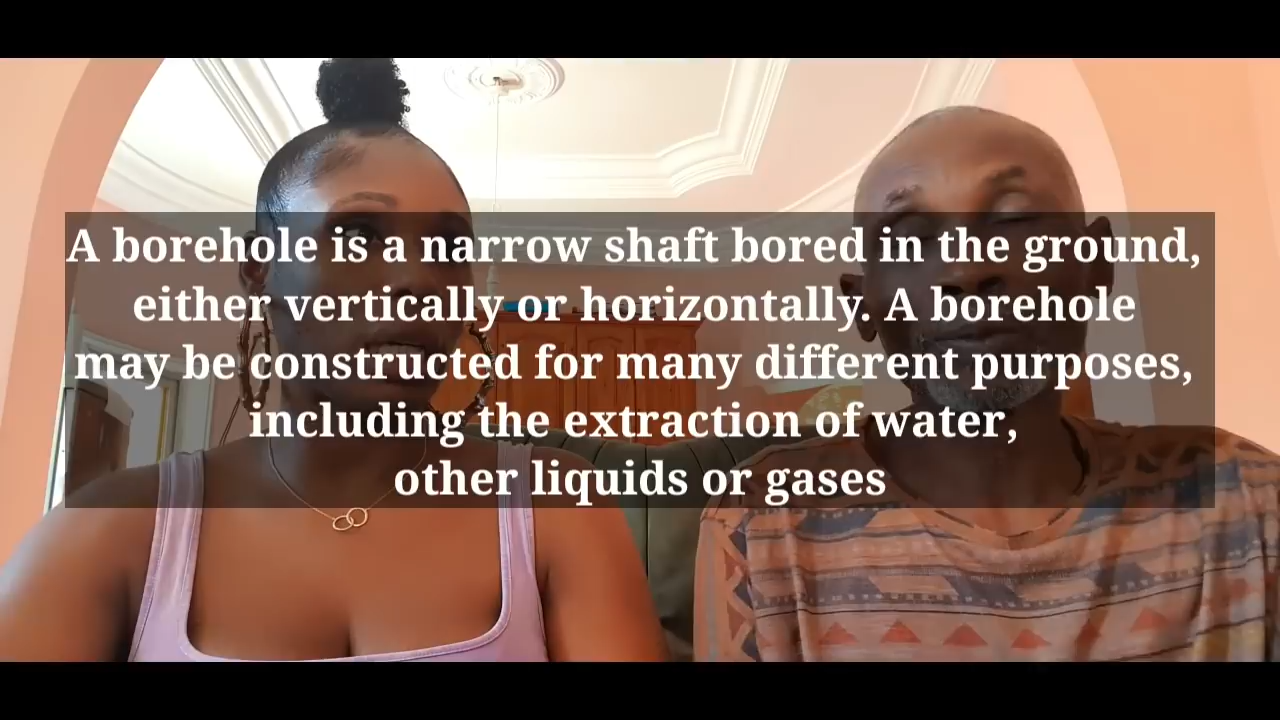 A borehole is a narrow shaft bored in the ground,
either vertically or horizontally. A borehole
may be constructed for many different purposes,
including the extraction of water,
other liquids or gases